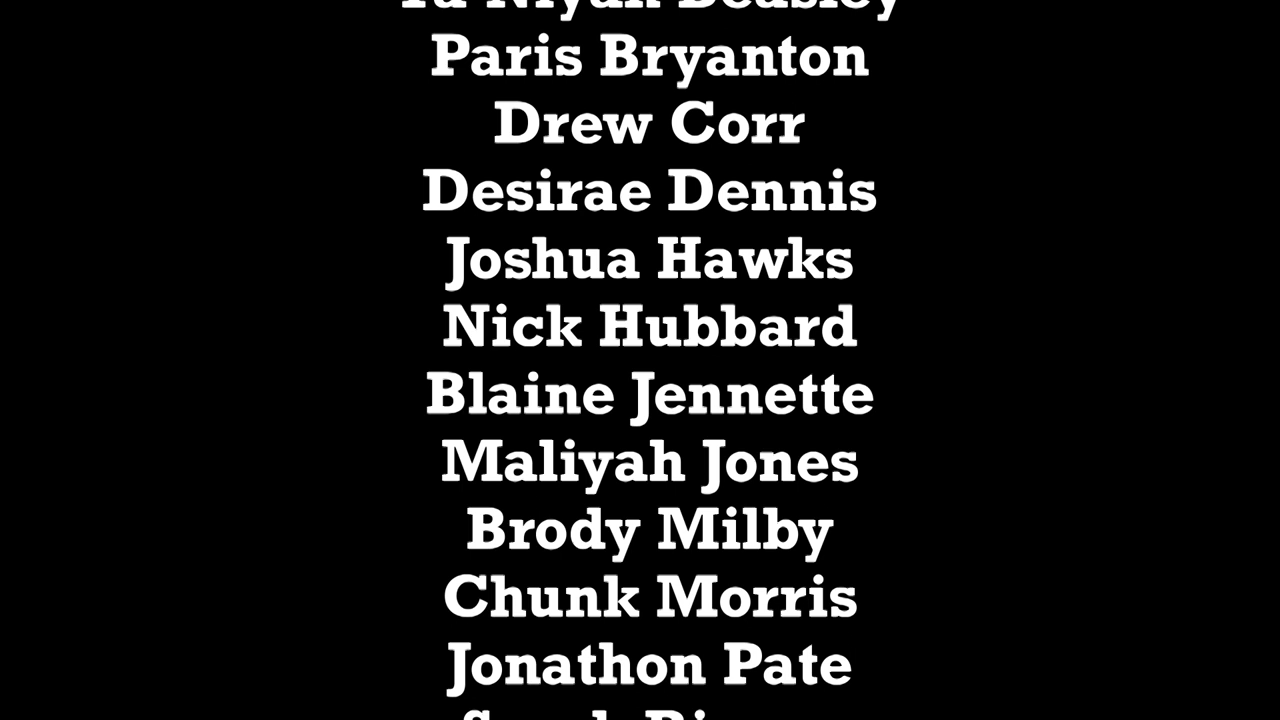 Paris Bryanton
Drew Corr
Desirae Dennis
Joshua Hawks
Nick Hubbard
Blaine Jennette
Maliyah Jones
Brody Milby
Chunk Morris
Jonathon Pate